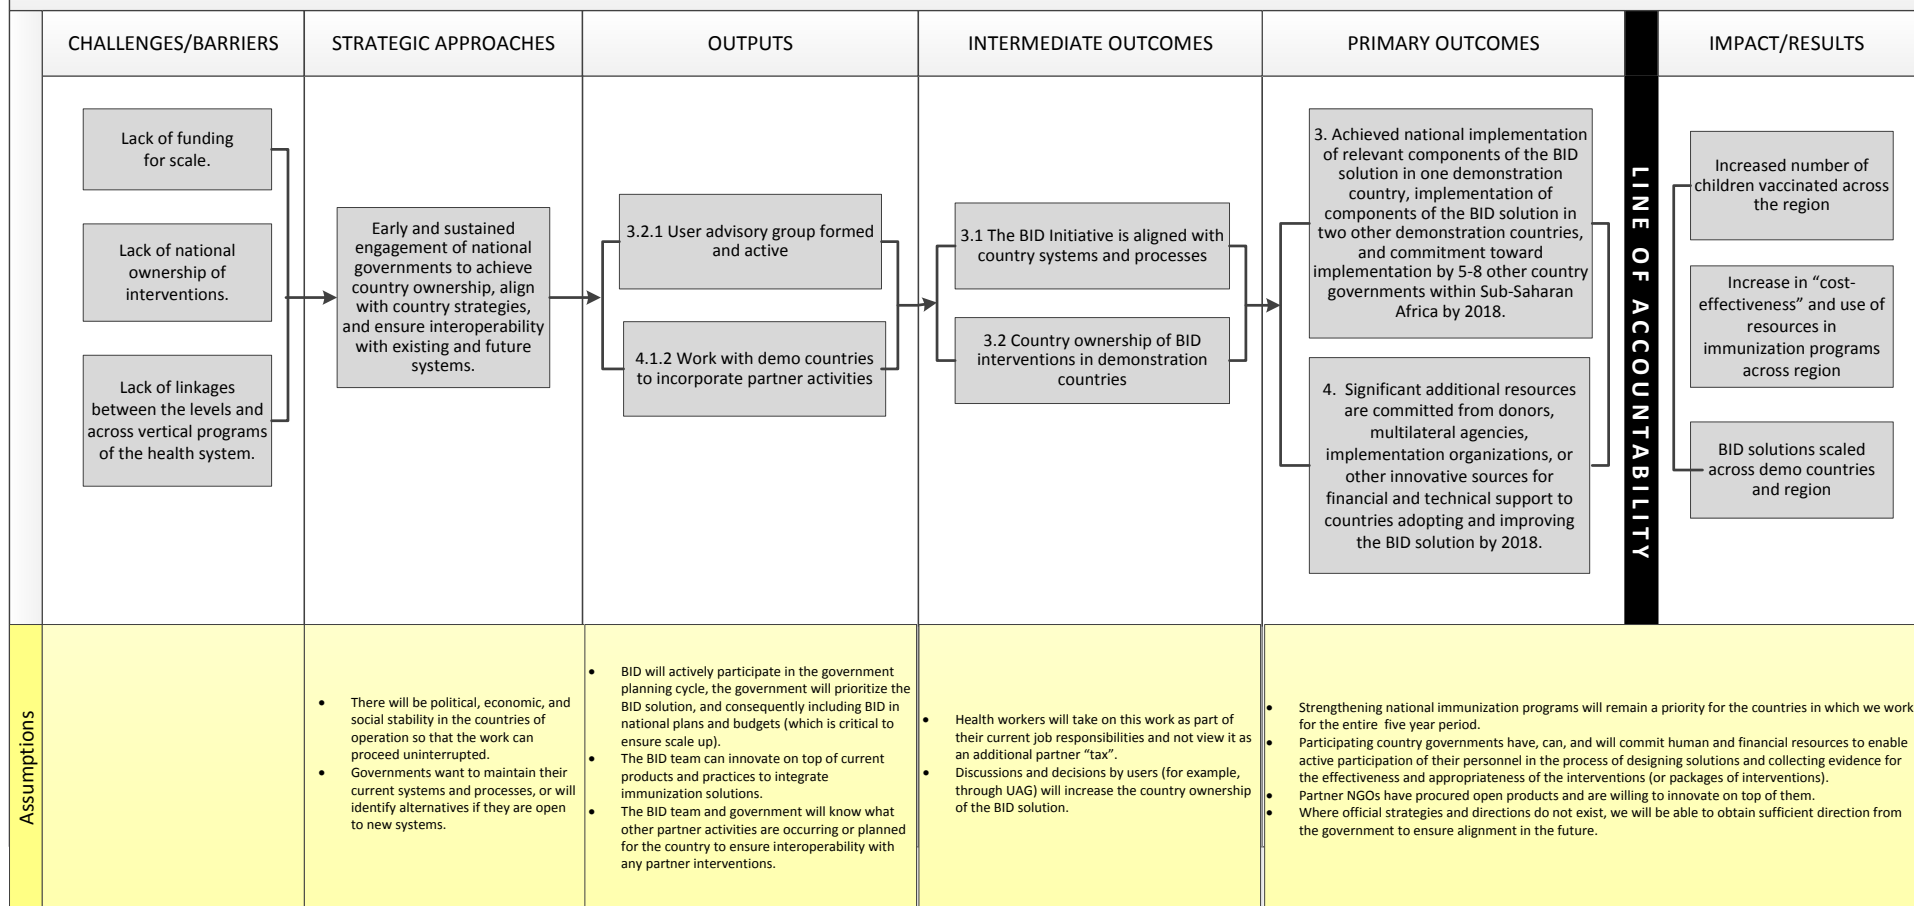 CHALLENGES/BARRIERS
STRATEGIC APPROACHES
OUTPUTS
INTERMEDIATE OUTCOMES
PRIMARY OUTCOMES
IMPACT/RESULTS
Lack of funding
for scale.
Lack of national
ownership of
interventions.
Lack of linkages
between the levels and
across vertical programs
of the health system.
Early and sustained
engagement of national
governments to achieve
country ownership, align
with country strategies,
and ensure interoperability
with existing and future
systems.
3.2.1 User advisory group formed
and active
4.1.2 Work with demo countries
to incorporate partner activities
3.1 The BID Initiative is aligned with
country systems and processes
3.2 Country ownership of BID
interventions in demonstration
countries
3. Achieved national implementation
of relevant components of the BID
solution in one demonstration
country, implementation of
components of the BID solution in
two other demonstration countries,
and commitment toward
implementation by 5-8 other country
governments within Sub-Saharan
Africa by 2018.
4.  Significant additional resources
are committed from donors,
multilateral agencies,
implementation organizations, or
other innovative sources for
financial and technical support to
countries adopting and improving
the BID solution by 2018.
LINE OF ACCOUNTABILITY
Increased number of
children vaccinated across
the region
Increase in “cost-
effectiveness” and use of
resources in
immunization programs
across region
BID solutions scaled
across demo countries
and region
Assumptions
• There will be political, economic, and
social stability in the countries of
operation so that the work can
proceed uninterrupted.
• Governments want to maintain their
current systems and processes, or will
identify alternatives if they are open
to new systems.
• BID will actively participate in the government
planning cycle, the government will prioritize the
BID solution, and consequently including BID in
national plans and budgets (which is critical to
ensure scale up).
• The BID team can innovate on top of current
products and practices to integrate
immunization solutions.
• The BID team and government will know what
other partner activities are occurring or planned
for the country to ensure interoperability with
any partner interventions.
• Health workers will take on this work as part of
their current job responsibilities and not view it as
an additional partner “tax”.
• Discussions and decisions by users (for example,
through UAG) will increase the country ownership
of the BID solution.
• Strengthening national immunization programs will remain a priority for the countries in which we work
for the entire  five year period.
• Participating country governments have, can, and will commit human and financial resources to enable
active participation of their personnel in the process of designing solutions and collecting evidence for
the effectiveness and appropriateness of the interventions (or packages of interventions).
• Partner NGOs have procured open products and are willing to innovate on top of them.
• Where official strategies and directions do not exist, we will be able to obtain sufficient direction from
the government to ensure alignment in the future.